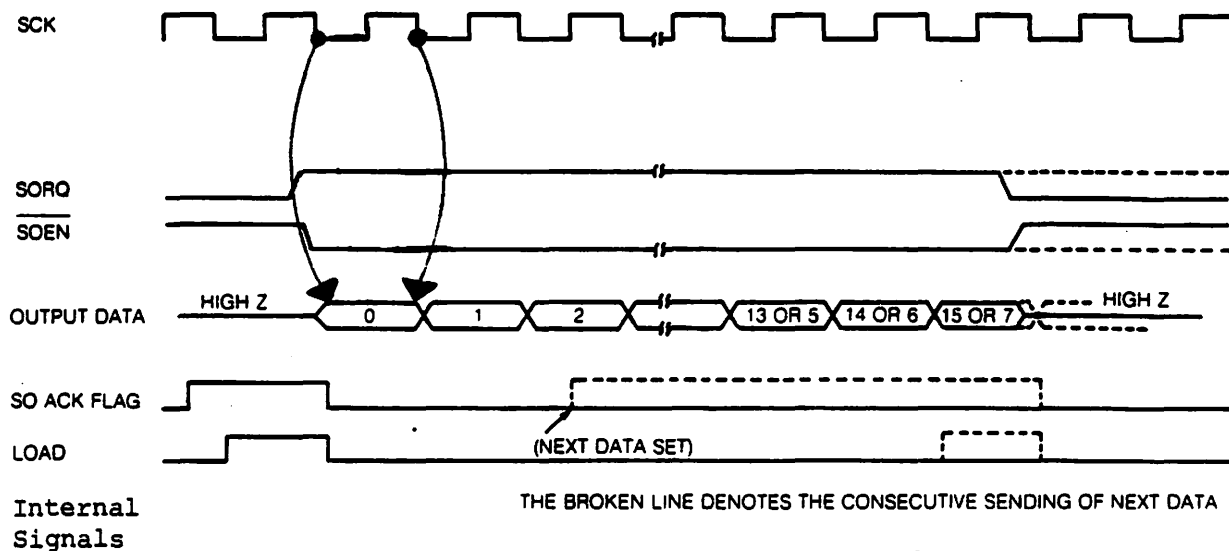 SCK
SORQ
SOEN
HIGH Z
HIGH Z
OUTPUT DATA
0
1
2
13 OR 5
14 OR 6
15 OR 7
SO ACK FLAG
(NEXT DATA SET)
LOAD
THE BROKEN LINE DENOTES THE CONSECUTIVE SENDING OF NEXT DATA
Internal
Signals